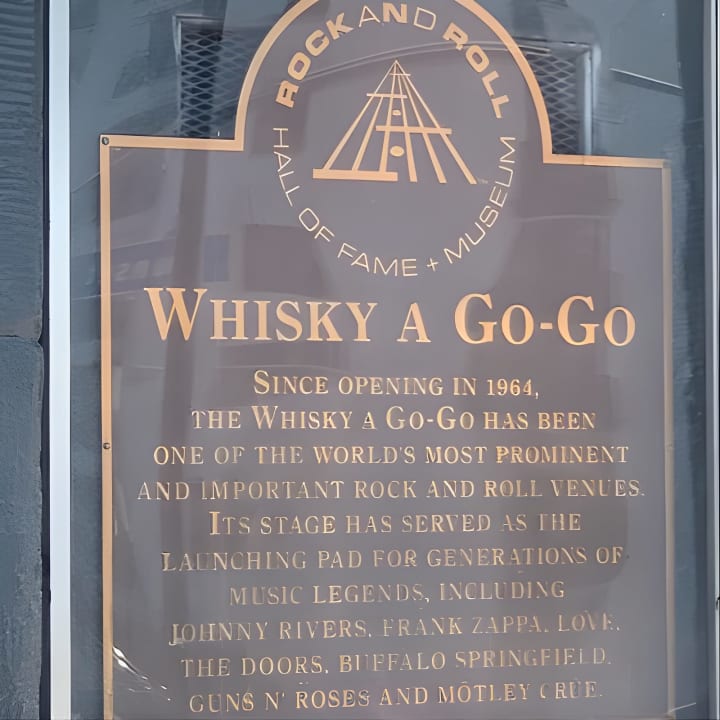 ROCK AND ROLL
HALL OF FAME + MUSEUM
WHISKY A GO-GO
SINCE OPENING IN 1964,
THE WHISKY A GO-GO HAS BEEN
ONE OF THE WORLD'S MOST PROMINENT
AND IMPORTANT ROCK AND ROLL VENUES.
ITS STAGE HAS SERVED AS THE
LAUNCHING PAD FOR GENERATIONS OF
MUSIC LEGENDS, INCLUDING
JOHNNY RIVERS, FRANK ZAPPA, LOVE,
THE DOORS, BUFFALO SPRINGFIELD,
GUNS N' ROSES AND MÖTLEY CRÜE.